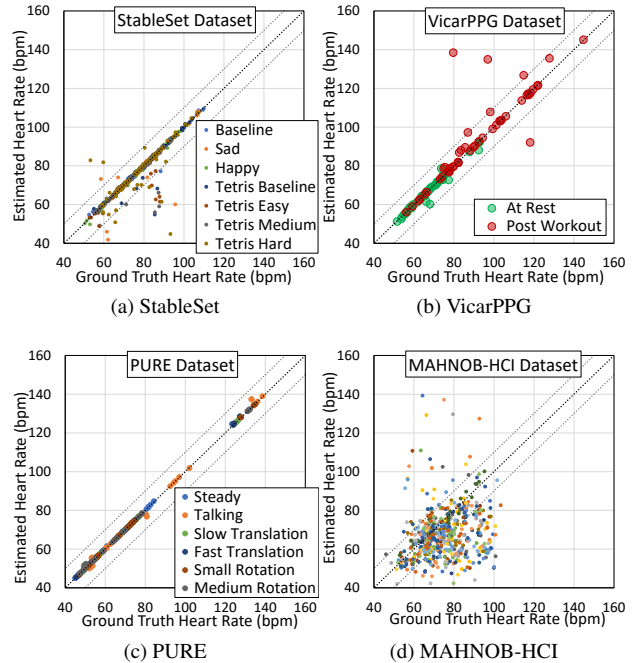 StableSet Dataset
Estimated Heart Rate (bpm)
160
140
120
100
80
60
40
Baseline
Sad
Happy
Tetris Baseline
Tetris Easy
Tetris Medium
Tetris Hard
40 60 80 100 120 140 160
Ground Truth Heart Rate (bpm)
(a) StableSet
VicarPPG Dataset
Estimated Heart Rate (bpm)
160
140
120
100
80
60
40
At Rest
Post Workout
40 60 80 100 120 140 160
Ground Truth Heart Rate (bpm)
(b) VicarPPG
PURE Dataset
Estimated Heart Rate (bpm)
160
140
120
100
80
60
40
Steady
Talking
Slow Translation
Fast Translation
Small Rotation
Medium Rotation
40 60 80 100 120 140 160
Ground Truth Heart Rate (bpm)
(c) PURE
MAHNOB-HCI Dataset
Estimated Heart Rate (bpm)
160
140
120
100
80
60
40
40 60 80 100 120 140 160
Ground Truth Heart Rate (bpm)
(d) MAHNOB-HCI